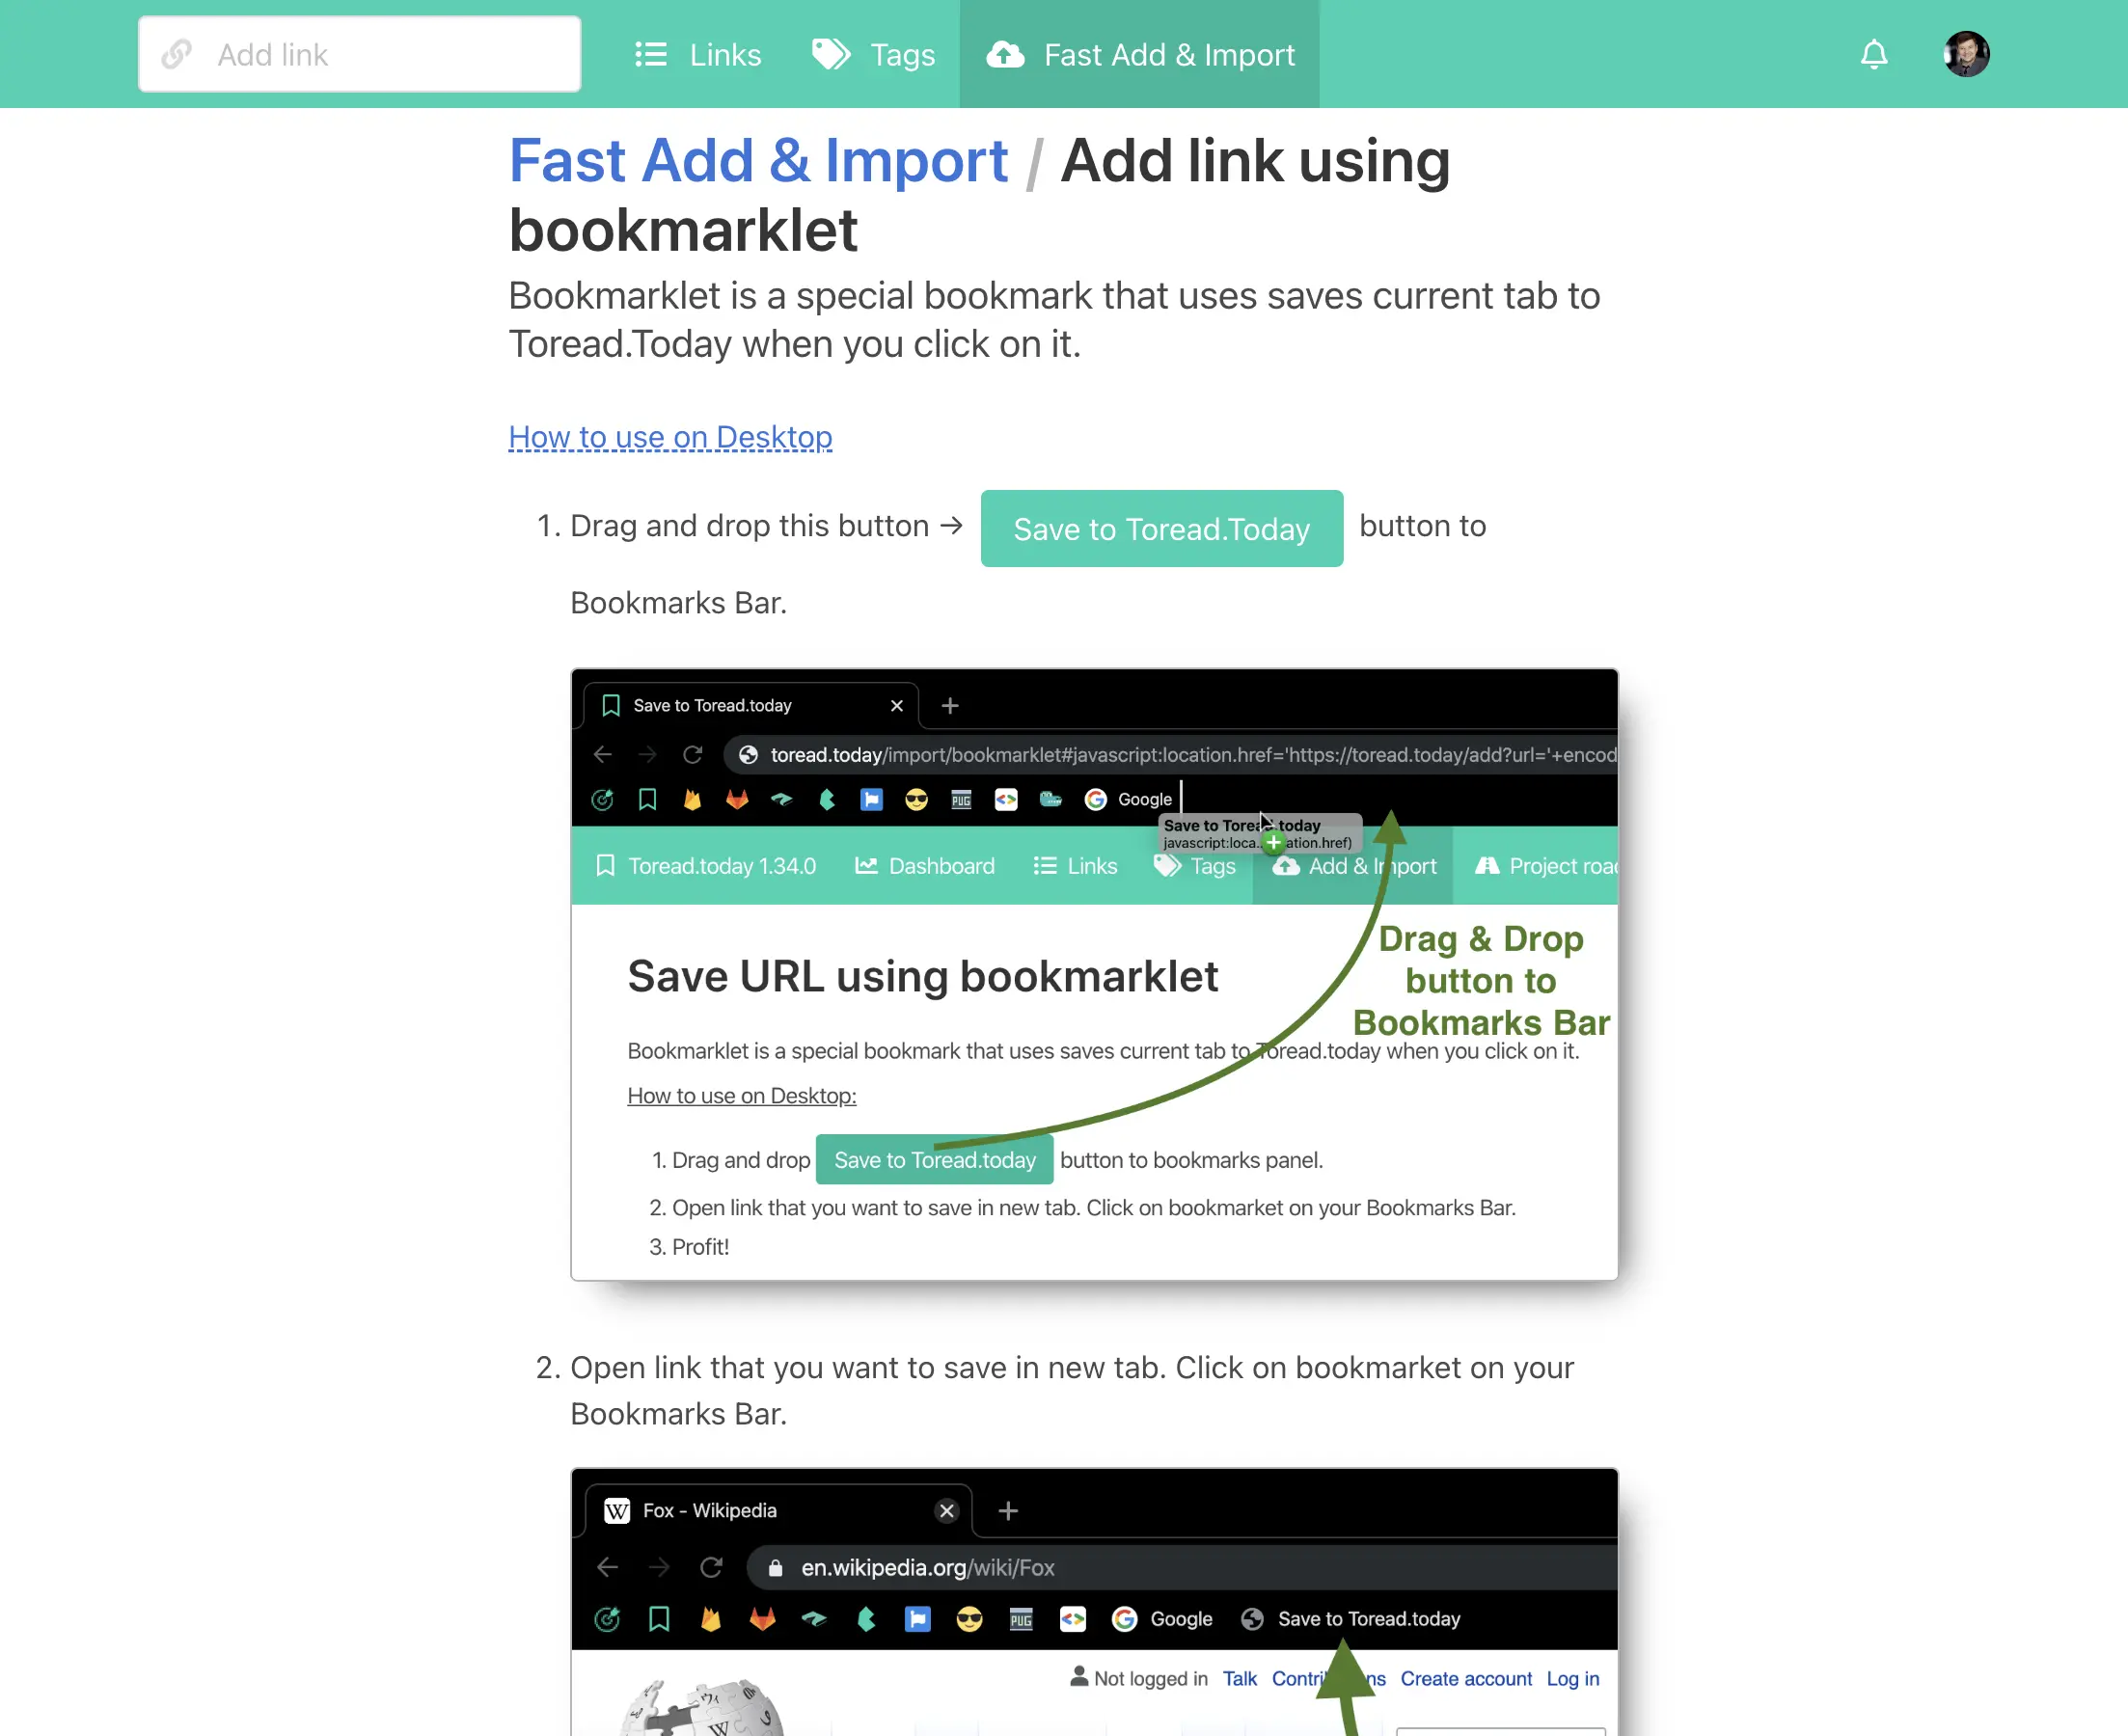 Add link
Links
Tags
Fast Add & Import
Fast Add & Import / Add link using
bookmarklet
Bookmarklet is a special bookmark that uses saves current tab to
Toread.Today when you click on it.
How to use on Desktop
1. Drag and drop this button → Save to Toread.Today button to
Bookmarks Bar.
Save to Toread.today
toread.today/import/bookmarklet#javascript:location.href='https://toread.today/add?url='+encod
PUG
Google
Save to Toread.today
javascript:loca...ation.href)
Toread.today 1.34.0
Dashboard
Links
Tags
Add & Import
Project roa
Drag & Drop
button to
Bookmarks Bar
Save URL using bookmarklet
Bookmarklet is a special bookmark that uses saves current tab to Toread.today when you click on it.
How to use on Desktop:
1. Drag and drop Save to Toread.today button to bookmarks panel.
2. Open link that you want to save in new tab. Click on bookmarket on your Bookmarks Bar.
3. Profit!
2. Open link that you want to save in new tab. Click on bookmarket on your
Bookmarks Bar.
W Fox - Wikipedia
en.wikipedia.org/wiki/Fox
PUG
Google
Save to Toread.today
Not logged in Talk Contributions Create account Log in
W